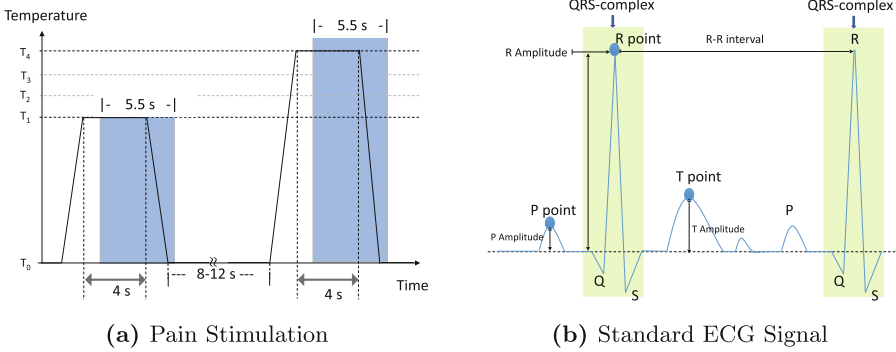 Temperature
|- 5.5 s -|
T4
T3
T2
|- 5.5 s -|
T1
T0
|--- 8-12 s ---|
Time
4 s
4 s
(a) Pain Stimulation
QRS-complex
QRS-complex
R point
R
R Amplitude
R-R interval
T point
P point
P
P Amplitude
T Amplitude
Q
Q
S
S
(b) Standard ECG Signal